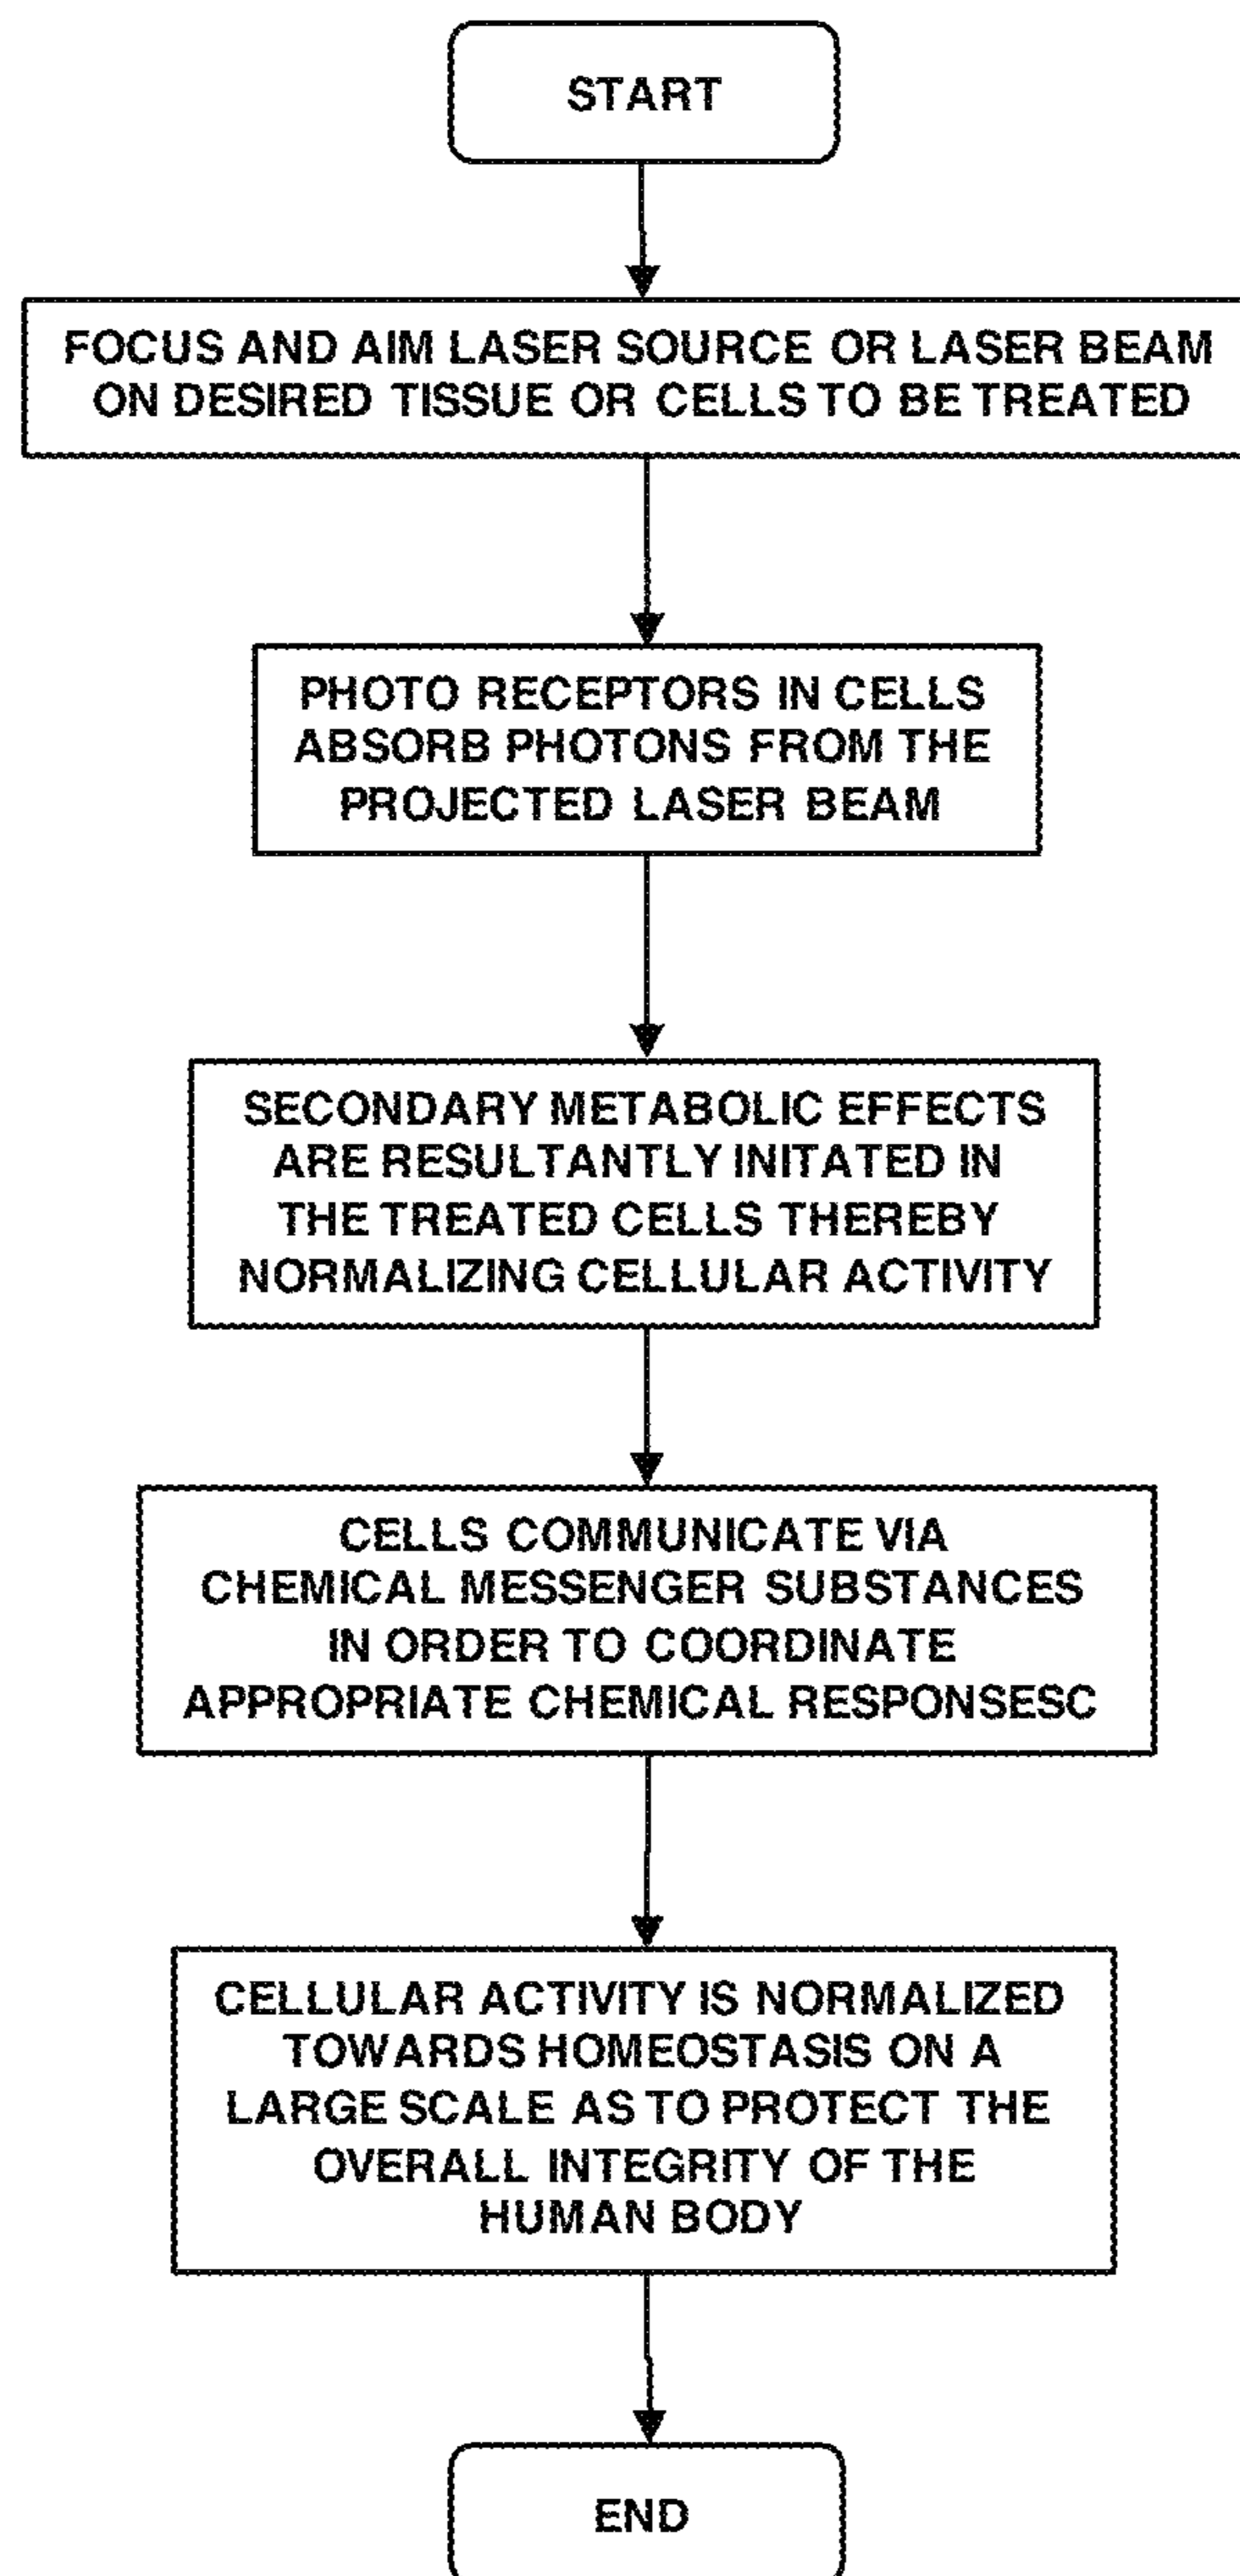 START
FOCUS AND AIM LASER SOURCE OR LASER BEAM
ON DESIRED TISSUE OR CELLS TO BE TREATED
PHOTO RECEPTORS IN CELLS
ABSORB PHOTONS FROM THE
PROJECTED LASER BEAM
SECONDARY METABOLIC EFFECTS
ARE RESULTANTLY INITATED IN
THE TREATED CELLS THEREBY
NORMALIZING CELLULAR ACTIVITY
CELLS COMMUNICATE VIA
CHEMICAL MESSENGER SUBSTANCES
IN ORDER TO COORDINATE
APPROPRIATE CHEMICAL RESPONSESC
CELLULAR ACTIVITY IS NORMALIZED
TOWARDS HOMEOSTASIS ON A
LARGE SCALE AS TO PROTECT THE
OVERALL INTEGRITY OF THE
HUMAN BODY
END